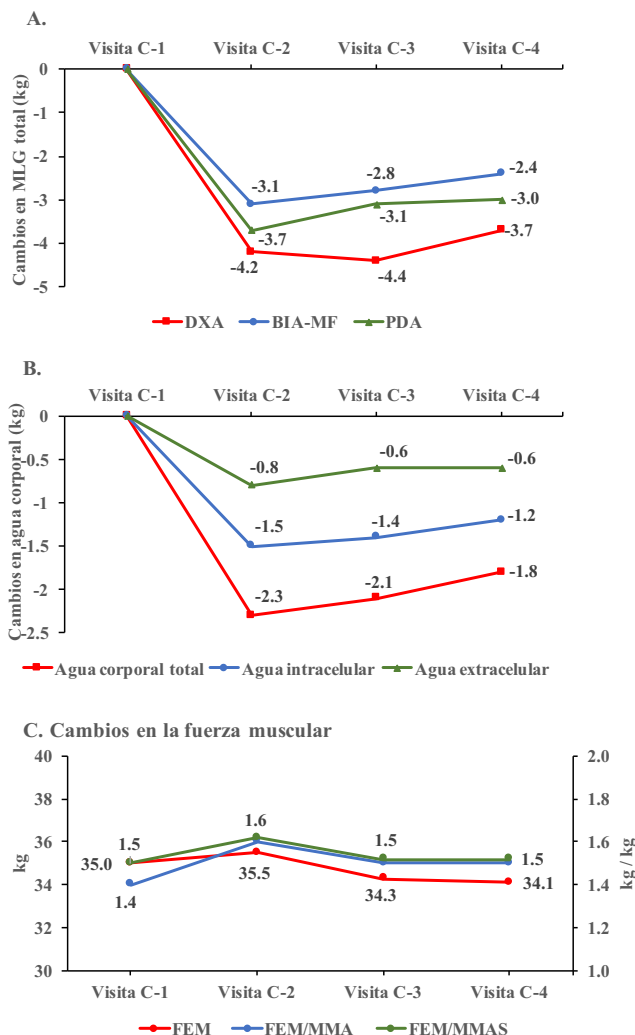 A.
Visita C-1 Visita C-2 Visita C-3 Visita C-4
Cambios en MLG total (kg)
0
-1
-2
-3
-4
-5
-3.1 -2.8 -2.4
-3.7 -3.1 -3.0
-4.2 -4.4 -3.7
DXA BIA-MF PDA
B.
Visita C-1 Visita C-2 Visita C-3 Visita C-4
Cambios en agua corporal (kg)
0
-0.5
-1
-1.5
-2
-2.5
-0.8 -0.6 -0.6
-1.5 -1.4 -1.2
-2.3 -2.1 -1.8
Agua corporal total Agua intracelular Agua extracelular
C. Cambios en la fuerza muscular
kg
40
38
36
34
32
30
2.0
1.8
1.6
1.4
1.2
1.0
kg / kg
1.5 1.6 1.5 1.5
35.0 35.5 34.3 34.1
1.4
Visita C-1 Visita C-2 Visita C-3 Visita C-4
FEM FEM/MMA FEM/MMAS